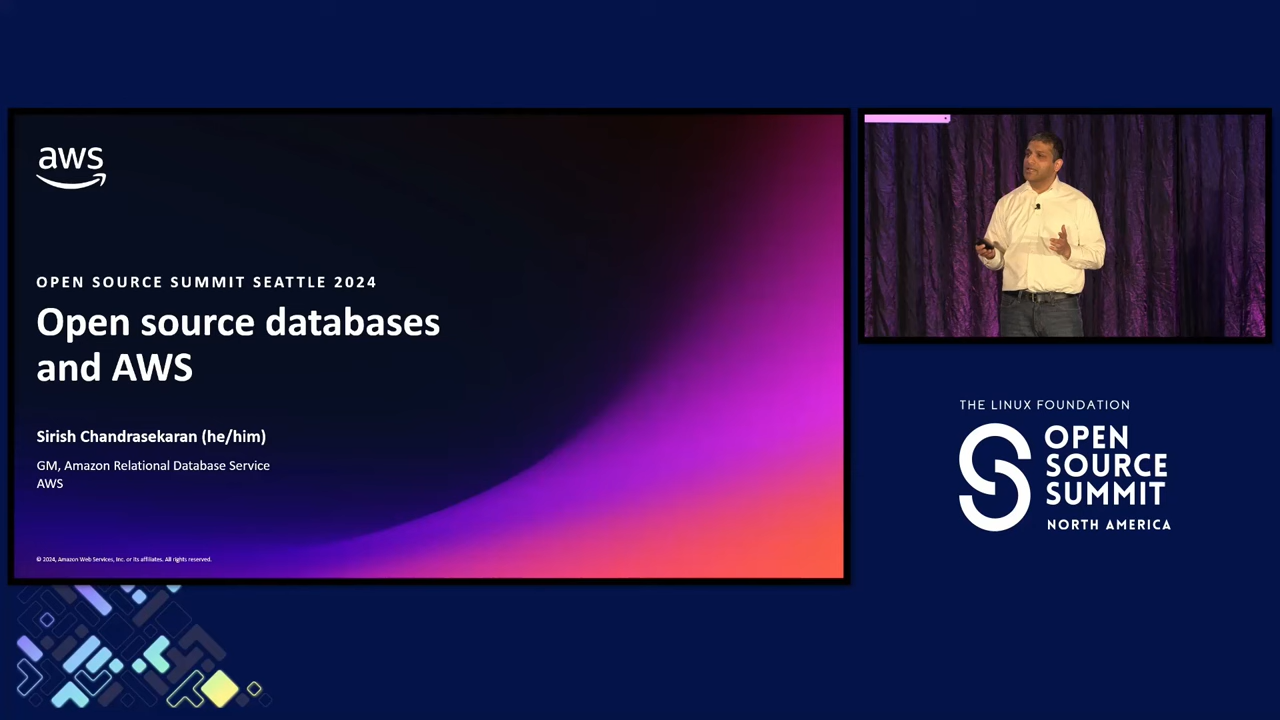 aws
OPEN SOURCE SUMMIT SEATTLE 2024
Open source databases
and AWS
Sirish Chandrasekaran (he/him)
GM, Amazon Relational Database Service
AWS
© 2024, Amazon Web Services, Inc. or its affiliates. All rights reserved.
THE LINUX FOUNDATION
OPEN
SOURCE
SUMMIT
NORTH AMERICA